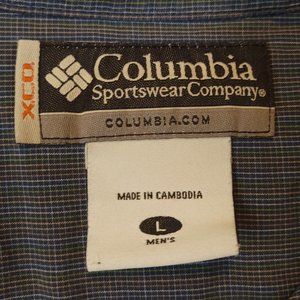 XCO.
Columbia
Sportswear Company®
COLUMBIA.COM
MADE IN CAMBODIA
L
MEN'S